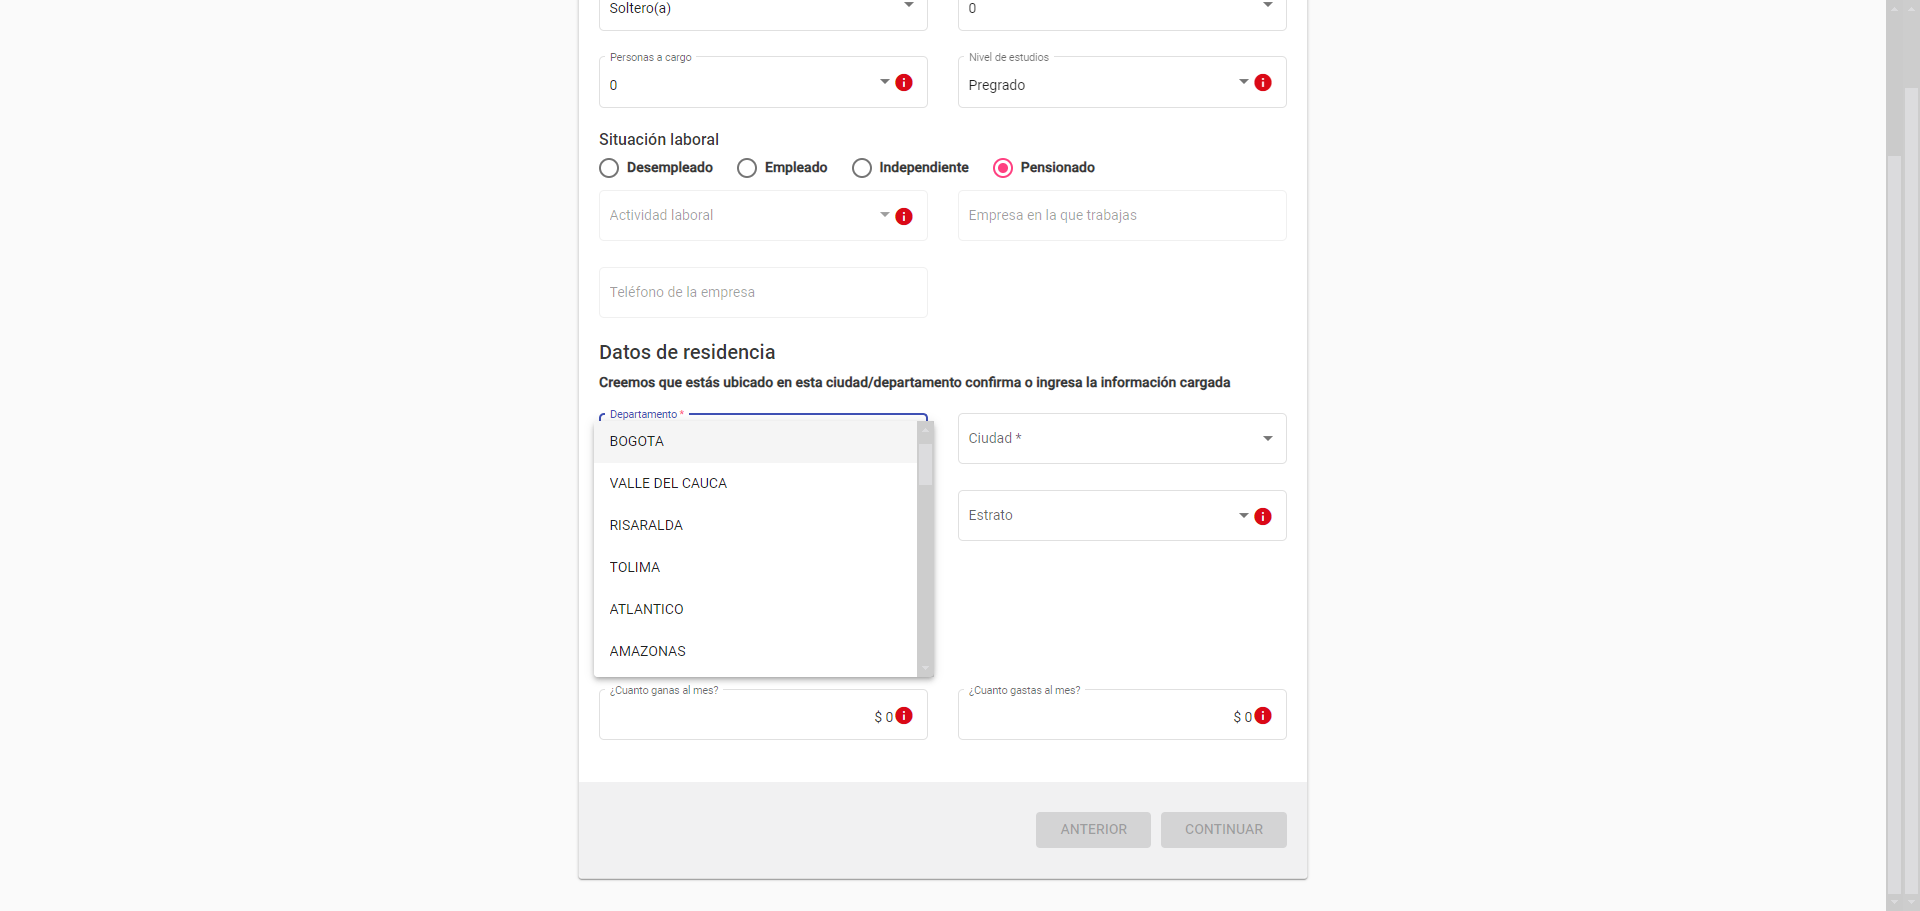 Soltero(a)
0
Personas a cargo
0
Nivel de estudios
Pregrado
Situación laboral
Desempleado
Empleado
Independiente
Pensionado
Actividad laboral
Empresa en la que trabajas
Teléfono de la empresa
Datos de residencia
Creemos que estás ubicado en esta ciudad/departamento confirma o ingresa la información cargada
Departamento *
BOGOTA
VALLE DEL CAUCA
RISARALDA
TOLIMA
ATLANTICO
AMAZONAS
Ciudad *
Estrato
¿Cuanto ganas al mes?
$ 0
¿Cuanto gastas al mes?
$ 0
ANTERIOR
CONTINUAR